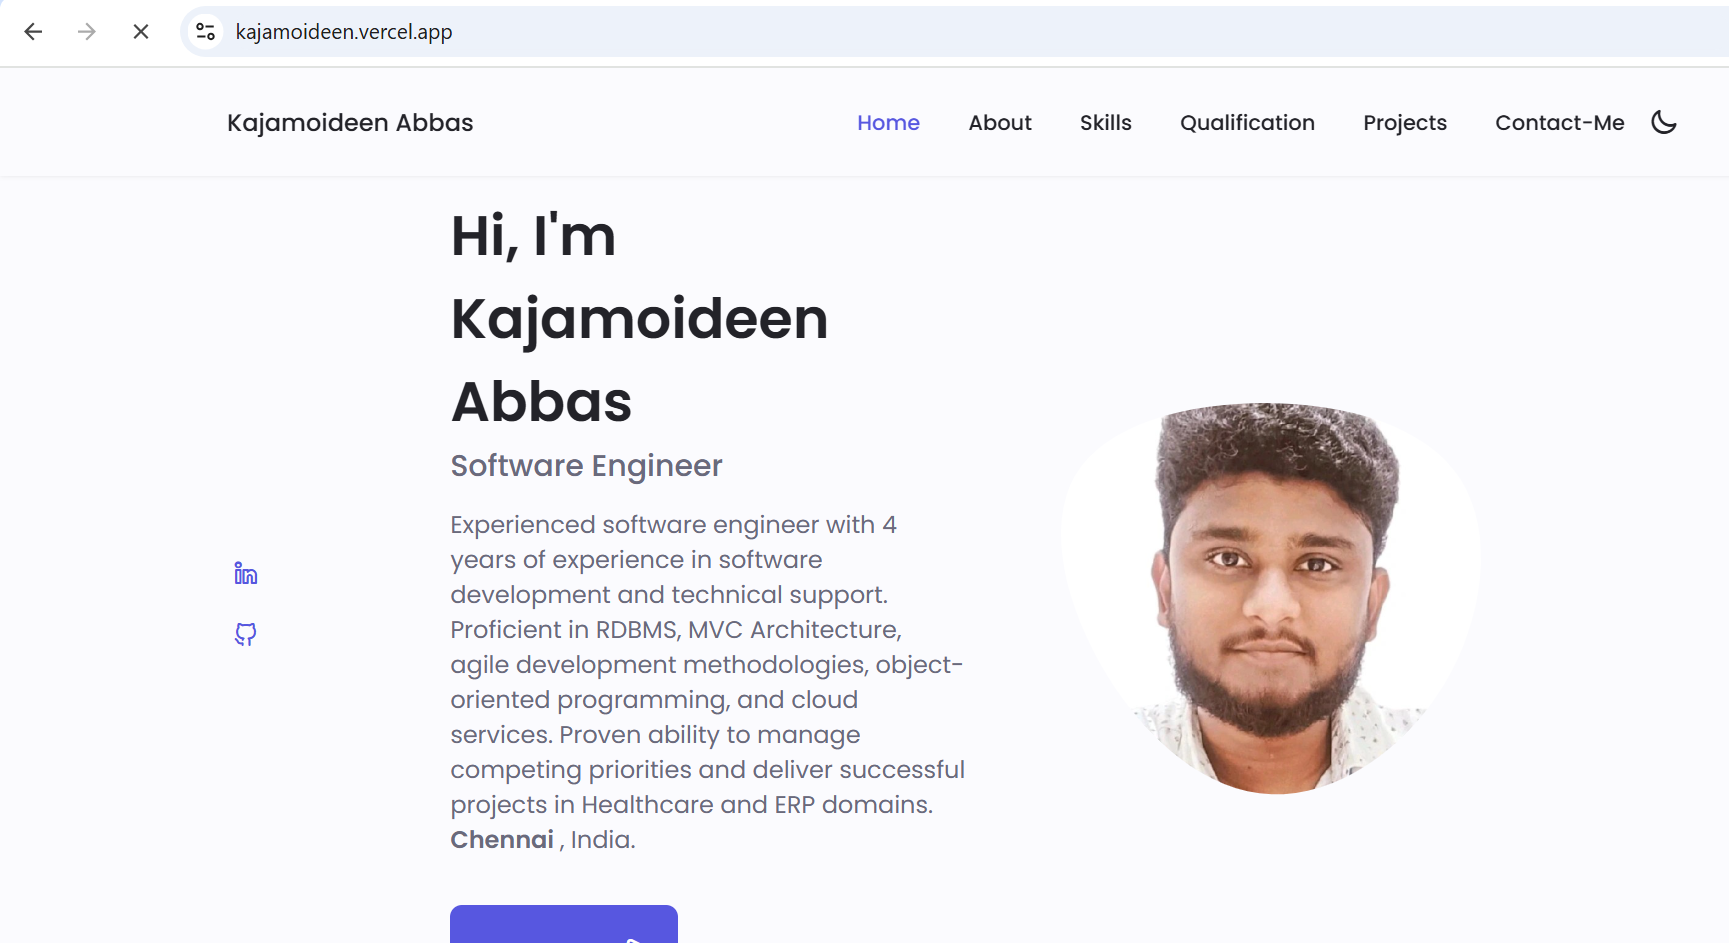 kajamoideen.vercel.app
Kajamoideen Abbas
Home
About
Skills
Qualification
Projects
Contact-Me
Hi, I'm
Kajamoideen
Abbas
Software Engineer
Experienced software engineer with 4
years of experience in software
development and technical support.
Proficient in RDBMS, MVC Architecture,
agile development methodologies, object-
oriented programming, and cloud
services. Proven ability to manage
competing priorities and deliver successful
projects in Healthcare and ERP domains.
Chennai , India.
in